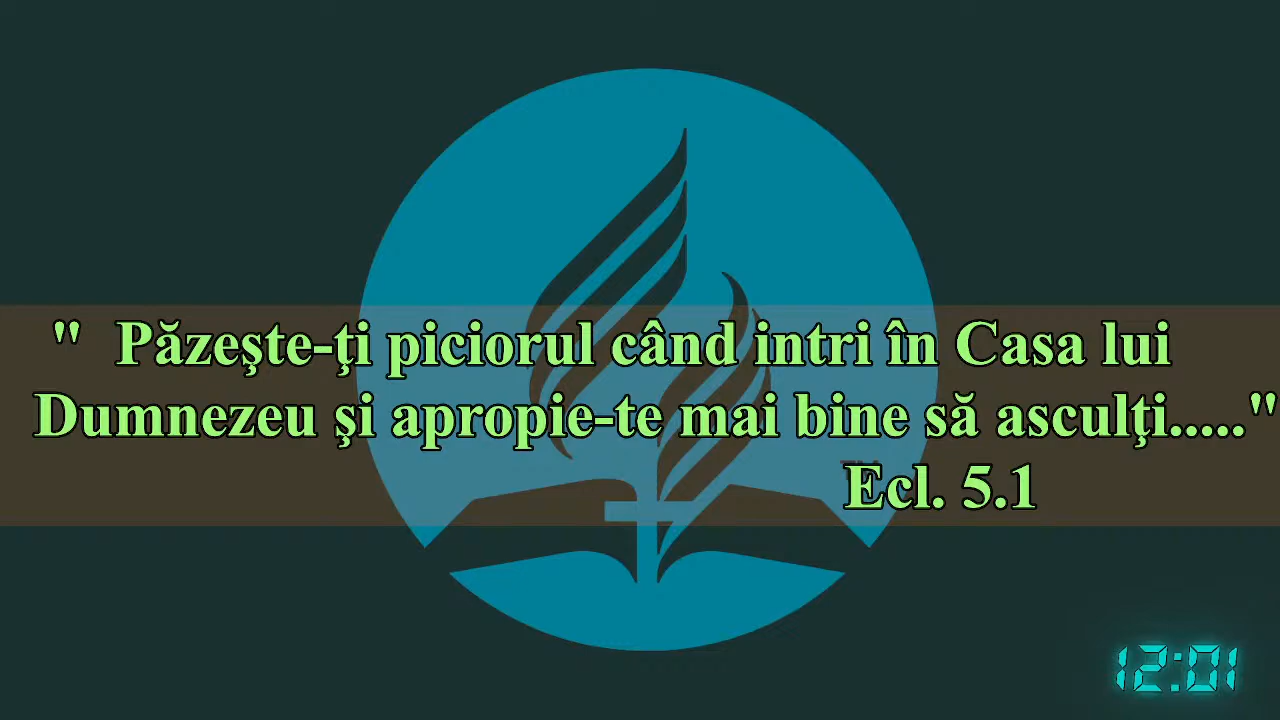 " Păzeşte-ţi piciorul când intri în Casa lui
Dumnezeu şi apropie-te mai bine să asculţi....."
Ecl. 5.1
12:01